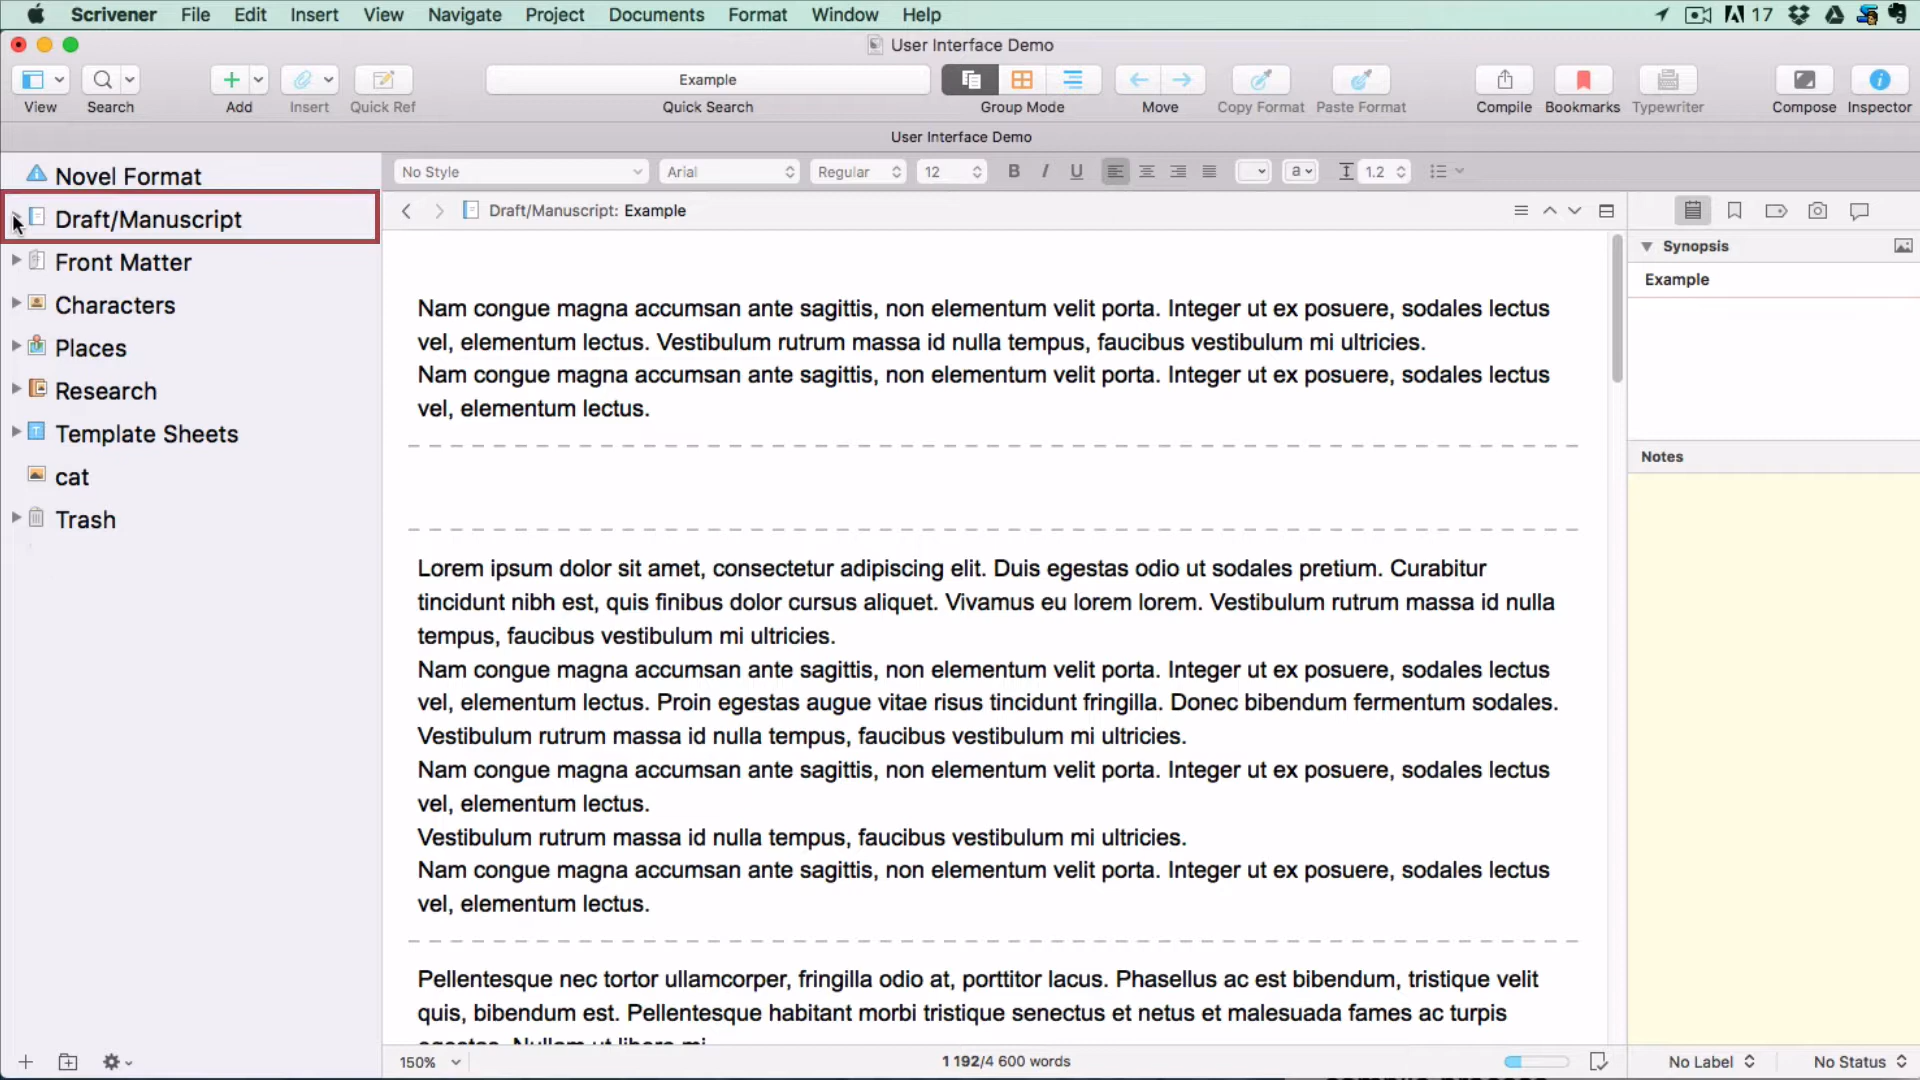 Scrivener File Edit Insert View Navigate Project Documents Format Window Help 17
User Interface Demo
Example
View Search Add Insert Quick Ref Quick Search Group Mode Move Copy Format Paste Format Compile Bookmarks Typewriter Compose Inspector
User Interface Demo
No Style Arial Regular 12 B I U a 1.2
Novel Format
Draft/Manuscript
Front Matter
Characters
Places
Research
Template Sheets
cat
Trash
Draft/Manuscript: Example
Nam congue magna accumsan ante sagittis, non elementum velit porta. Integer ut ex posuere, sodales lectus
vel, elementum lectus. Vestibulum rutrum massa id nulla tempus, faucibus vestibulum mi ultricies.
Nam congue magna accumsan ante sagittis, non elementum velit porta. Integer ut ex posuere, sodales lectus
vel, elementum lectus.
Lorem ipsum dolor sit amet, consectetur adipiscing elit. Duis egestas odio ut sodales pretium. Curabitur
tincidunt nibh est, quis finibus dolor cursus aliquet. Vivamus eu lorem lorem. Vestibulum rutrum massa id nulla
tempus, faucibus vestibulum mi ultricies.
Nam congue magna accumsan ante sagittis, non elementum velit porta. Integer ut ex posuere, sodales lectus
vel, elementum lectus. Proin egestas augue vitae risus tincidunt fringilla. Donec bibendum fermentum sodales.
Vestibulum rutrum massa id nulla tempus, faucibus vestibulum mi ultricies.
Nam congue magna accumsan ante sagittis, non elementum velit porta. Integer ut ex posuere, sodales lectus
vel, elementum lectus.
Vestibulum rutrum massa id nulla tempus, faucibus vestibulum mi ultricies.
Nam congue magna accumsan ante sagittis, non elementum velit porta. Integer ut ex posuere, sodales lectus
vel, elementum lectus.
Pellentesque nec tortor ullamcorper, fringilla odio at, porttitor lacus. Phasellus ac est bibendum, tristique velit
quis, bibendum est. Pellentesque habitant morbi tristique senectus et netus et malesuada fames ac turpis
egestas. Nullam ut libero mi.
Synopsis
Example
Notes
150% 1 192/4 600 words No Label No Status